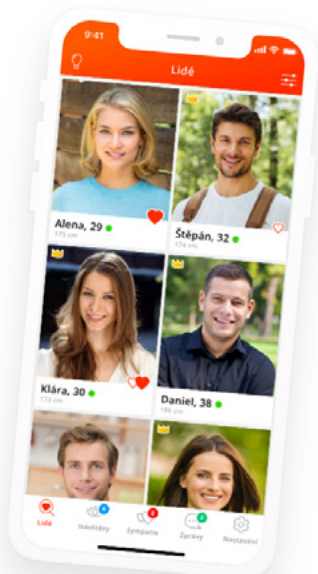 9:41
Lidé
Alena, 29
175 cm
Štěpán, 32
174 cm
Klára, 30
173 cm
Daniel, 38
186 cm
Lidé
Návštěvy
Sympatie
Zprávy
Nastavení